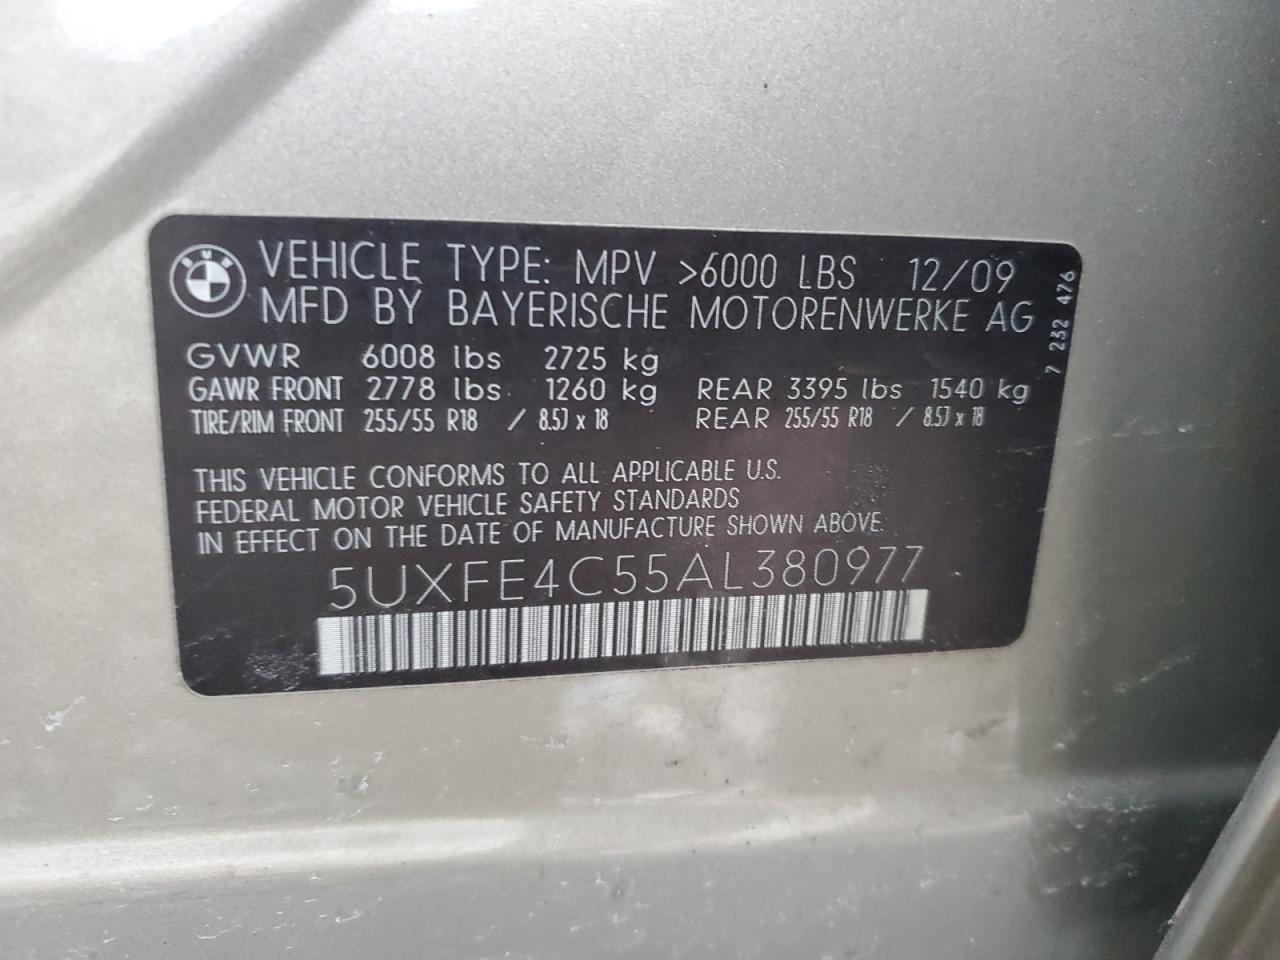 BMW
VEHICLE TYPE: MPV >6000 LBS 12/09
MFD BY BAYERISCHE MOTORENWERKE AG
GVWR 6008 lbs 2725 kg
GAWR FRONT 2778 lbs 1260 kg REAR 3395 lbs 1540 kg
TIRE/RIM FRONT 255/55 R18 / 8.5J x 18 REAR 255/55 R18 / 8.5J x 18
THIS VEHICLE CONFORMS TO ALL APPLICABLE U.S.
FEDERAL MOTOR VEHICLE SAFETY STANDARDS
IN EFFECT ON THE DATE OF MANUFACTURE SHOWN ABOVE.
5UXFE4C55AL380977
7 232 476